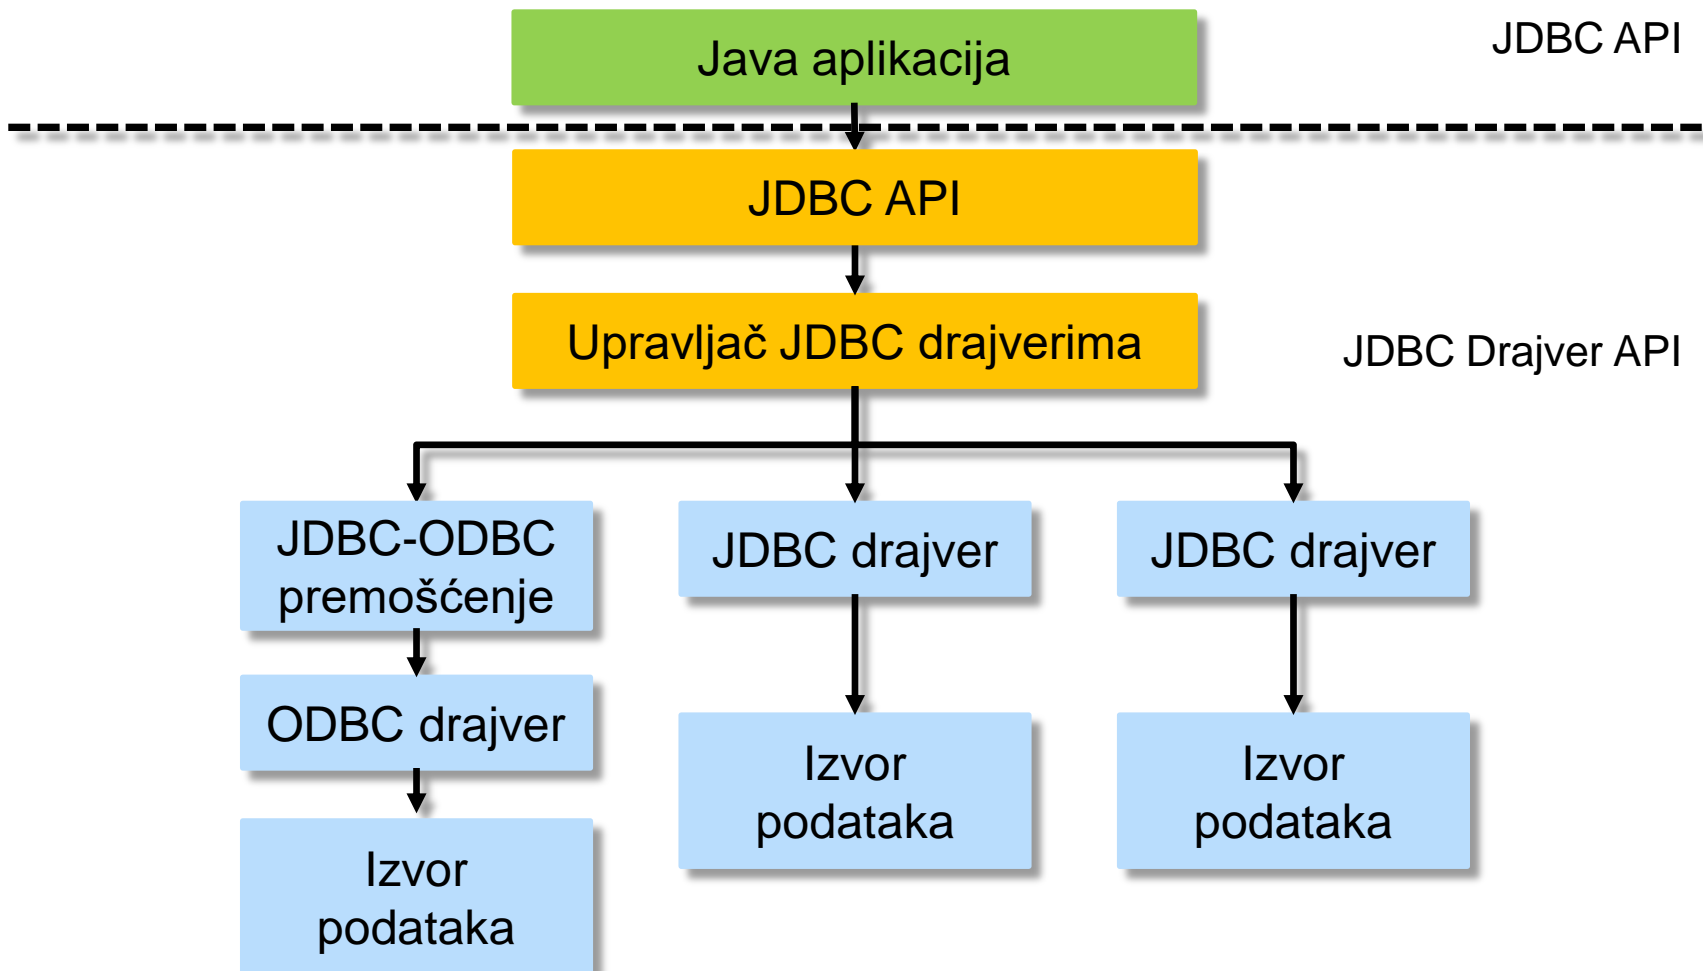 Java aplikacija
JDBC API
JDBC API
Upravljač JDBC drajverima
JDBC Drajver API
JDBC-ODBC
premošćenje
JDBC drajver
JDBC drajver
ODBC drajver
Izvor
podataka
Izvor
podataka
Izvor
podataka